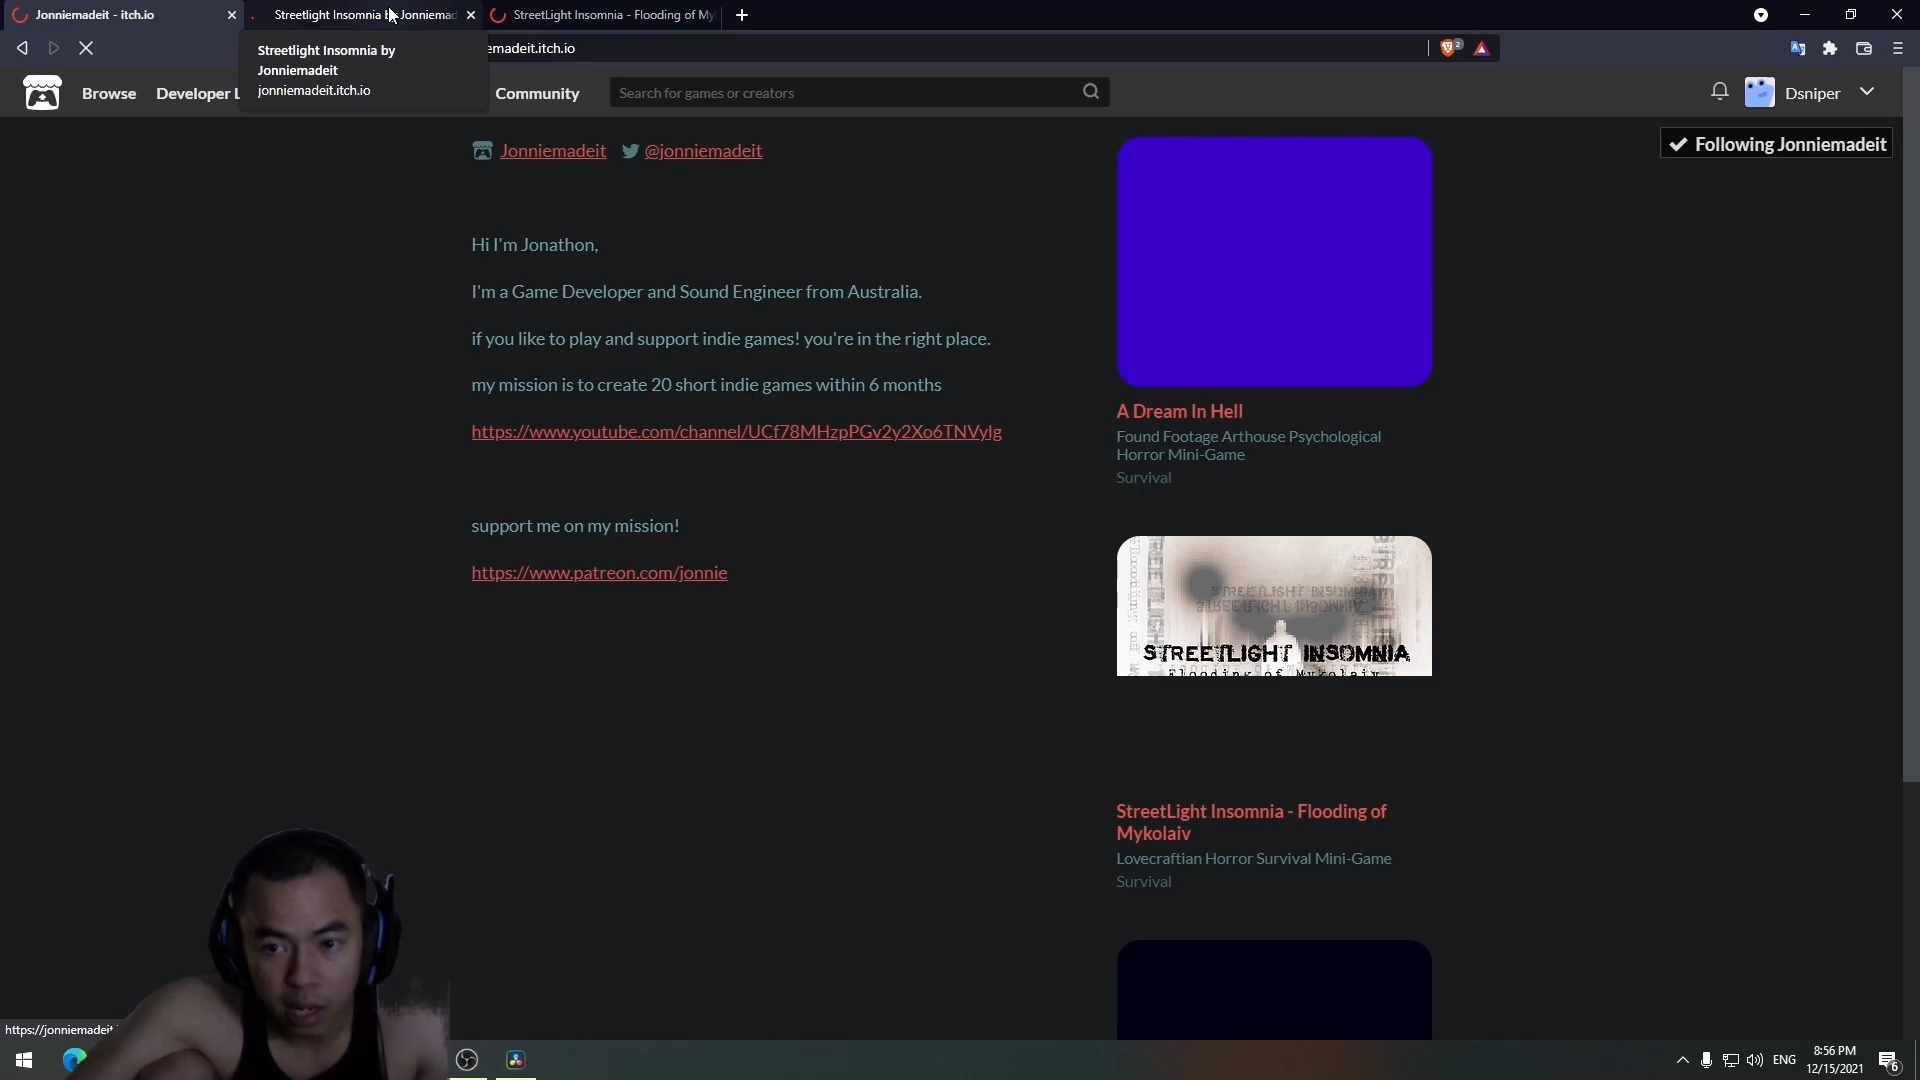 Jonniemadeit - itch.io
Streetlight Insomnia by Jonniemad
StreetLight Insomnia - Flooding of My
Streetlight Insomnia by
Jonniemadeit
jonniemadeit.itch.io
emadeit.itch.io
2
Browse
Developer L
Community
Search for games or creators
Dsniper
Following Jonniemadeit
Jonniemadeit @jonniemadeit
Hi I'm Jonathon,
I'm a Game Developer and Sound Engineer from Australia.
if you like to play and support indie games! you're in the right place.
my mission is to create 20 short indie games within 6 months
https://www.youtube.com/channel/UCf78MHzpPGv2y2Xo6TNVylg
support me on my mission!
https://www.patreon.com/jonnie
A Dream In Hell
Found Footage Arthouse Psychological
Horror Mini-Game
Survival
STREETLIGHT INSOMNIA
Flooding of Mykolaiv
StreetLight Insomnia - Flooding of
Mykolaiv
Lovecraftian Horror Survival Mini-Game
Survival
https://jonniemadeit.
ENG
8:56 PM
12/15/2021
6